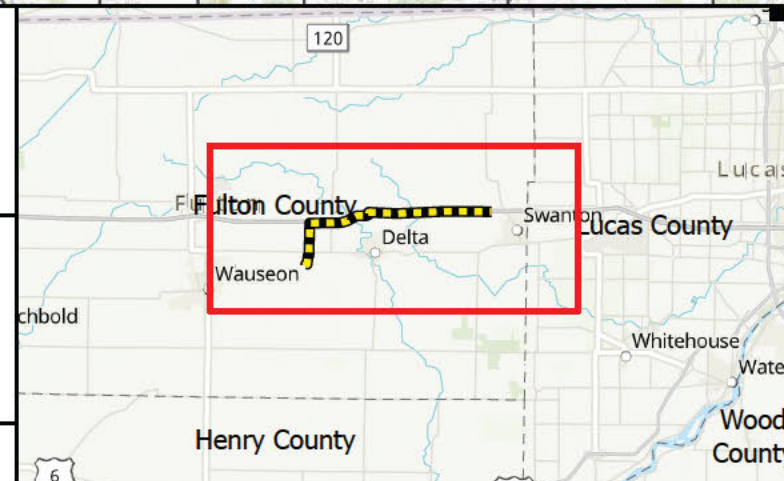 120
Lucas
Fulton County
Swanton
Lucas County
Delta
Wauseon
chbold
Whitehouse
Wate
Henry County
Wood
County
6